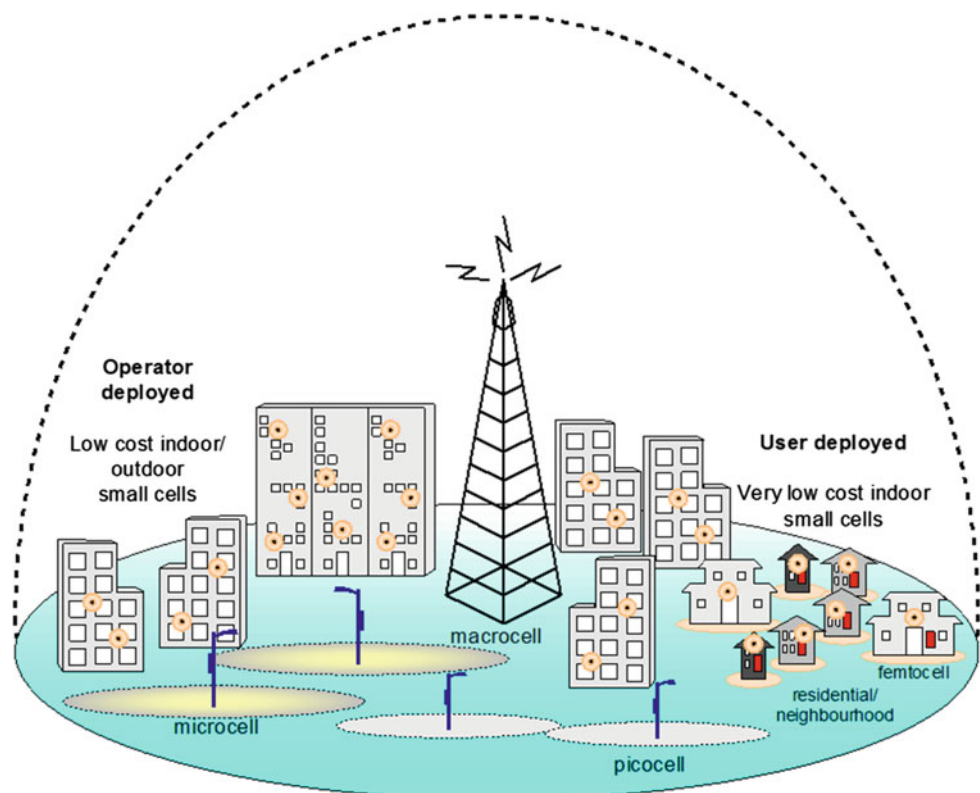 Operator
deployed
Low cost indoor/
outdoor
small cells
User deployed
Very low cost indoor
small cells
macrocell
femtocell
residential/
neighbourhood
microcell
picocell